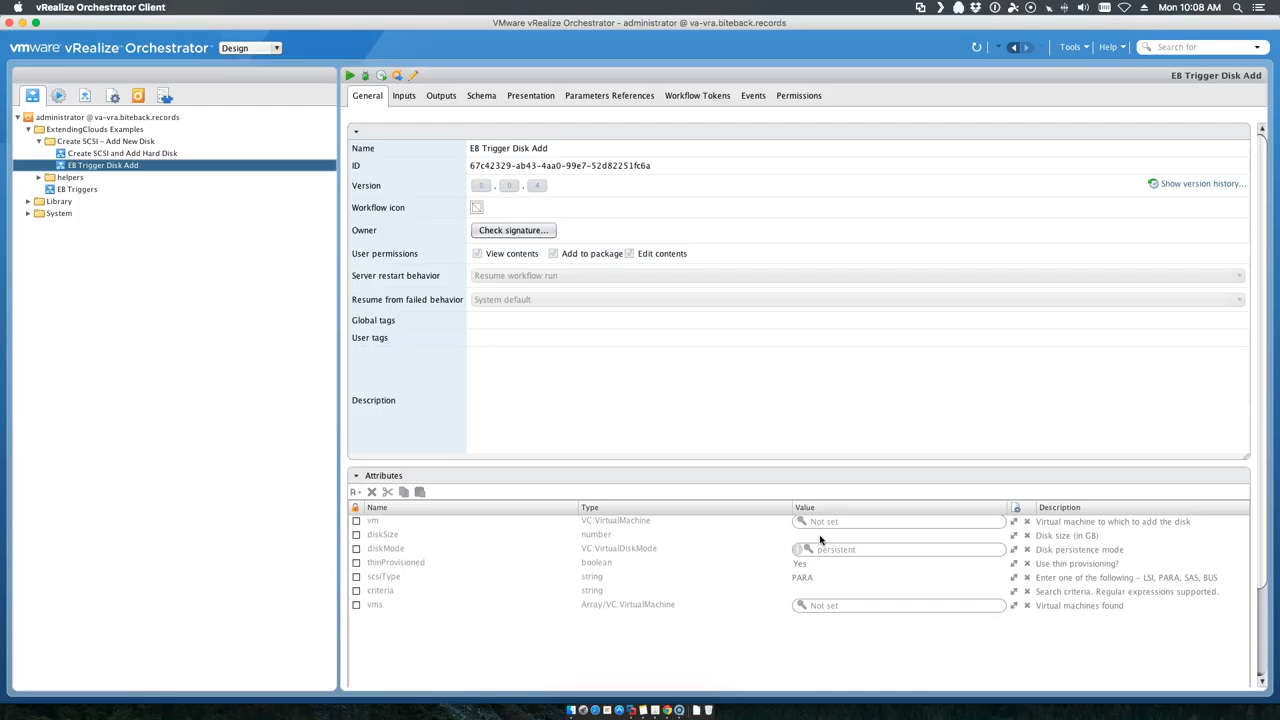 vRealize Orchestrator Client
Mon 10:08 AM
VMware vRealize Orchestrator - administrator @ va-vra.biteback.records
vmware vRealize Orchestrator
Design
Tools
Help
Search for
EB Trigger Disk Add
General Inputs Outputs Schema Presentation Parameters References Workflow Tokens Events Permissions
administrator @ va-vra.biteback.records
ExtendingClouds Examples
Create SCSI - Add New Disk
Create SCSI and Add Hard Disk
EB Trigger Disk Add
helpers
EB Triggers
Library
System
Name EB Trigger Disk Add
ID 67c42329-ab43-4aa0-99e7-52d82251fc6a
Version 0 . 0 . 4 Show version history...
Workflow icon
Owner Check signature...
User permissions View contents Add to package Edit contents
Server restart behavior Resume workflow run
Resume from failed behavior System default
Global tags
User tags
Description
Attributes
Name Type Value Description
vm VC:VirtualMachine Not set Virtual machine to which to add the disk
diskSize number Disk size (in GB)
diskMode VC:VirtualDiskMode persistent Disk persistence mode
thinProvisioned boolean Yes Use thin provisioning?
scsiType string PARA Enter one of the following - LSI, PARA, SAS, BUS
criteria string Search criteria. Regular expressions supported.
vms Array/VC:VirtualMachine Not set Virtual machines found